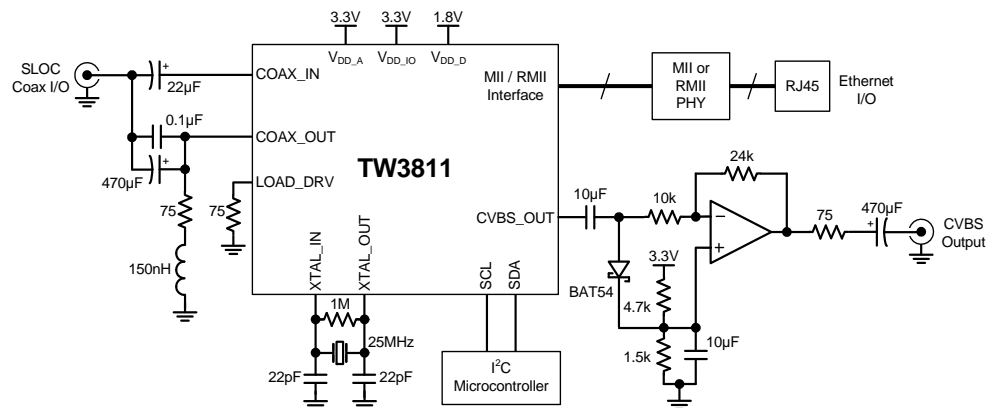 3.3V 3.3V 1.8V
V_DD_A V_DD_IO V_DD_D
SLOC
Coax I/O
+
22µF
COAX_IN
MII / RMII
Interface
MII or
RMII
PHY
RJ45
Ethernet
I/O
0.1µF
COAX_OUT
+
470µF
TW3811
LOAD_DRV
75
75
150nH
24k
10µF
10k
CVBS_OUT
−
+
75
470µF
+
CVBS
Output
XTAL_IN
XTAL_OUT
SCL
SDA
BAT54
3.3V
4.7k
1.5k
10µF
1M
25MHz
22pF
22pF
I²C
Microcontroller